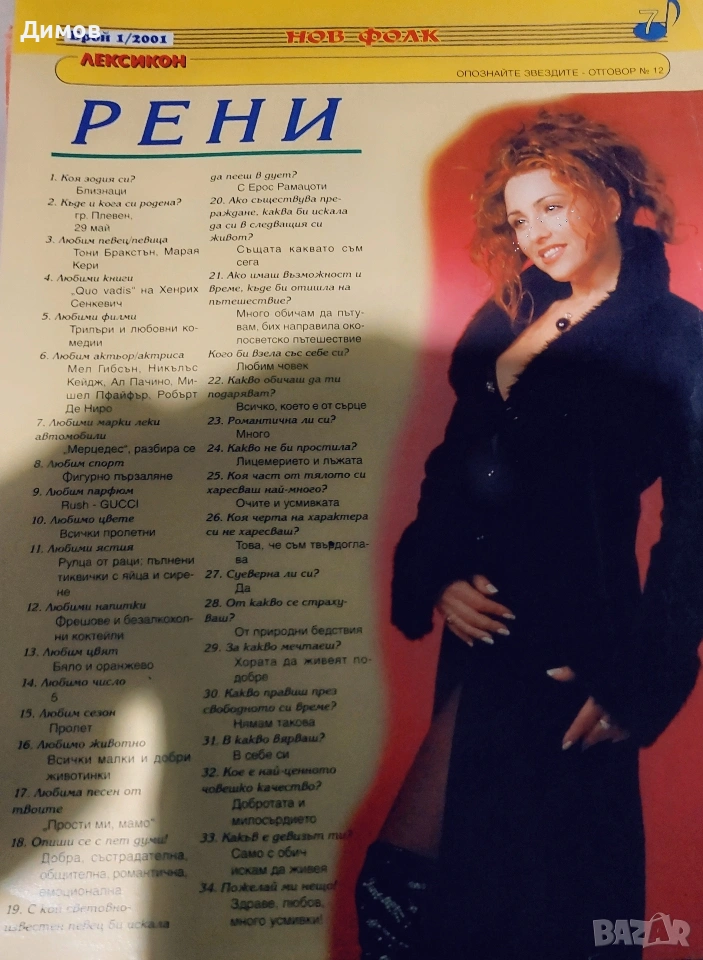 Димов
Брой 1/2001
НОВ ФОЛК
7
ЛЕКСИКОН
ОПОЗНАЙТЕ ЗВЕЗДИТЕ - ОТГОВОР № 12
РЕНИ
1. Коя зодия си?
Близнаци
2. Къде и кога си родена?
гр. Плевен,
29 май
3. Любим певец/певица
Тони Бракстън, Марая
Кери
4. Любими книги
„Quo vadis" на Хенрих
Сенкевич
5. Любими филми
Трилъри и любовни ко-
медии
6. Любим актьор/актриса
Мел Гибсън, Никълъс
Кейдж, Ал Пачино, Ми-
шел Пфайфър, Робърт
Де Ниро
7. Любими марки леки
автомобили
„Мерцедес", разбира се
8. Любим спорт
Фигурно пързаляне
9. Любим парфюм
Rush - GUCCI
10. Любимо цвете
Всички пролетни
11. Любими ястия
Рулца от раци; пълнени
тиквички с яйца и сире-
не
12. Любими напитки
Фрешове и безалкохол-
ни коктейли
13. Любим цвят
Бяло и оранжево
14. Любимо число
5
15. Любим сезон
Пролет
16. Любимо животно
Всички малки и добри
животинки
17. Любима песен от
твоите
„Прости ми, мамо"
18. Опиши се с пет думи!
Добра, състрадателна,
общителна, романтична,
емоционална
19. С кой световно-
известен певец би искала
да пееш в дует?
С Ерос Рамацоти
20. Ако съществува пре-
раждане, каква би искала
да си в следващия си
живот?
Същата каквато съм
сега
21. Ако имаш възможност и
време, къде би отишла на
пътешествие?
Много обичам да пъту-
вам, бих направила око-
лосветско пътешествие
Кого би взела със себе си?
Любим човек
22. Какво обичаш да ти
подаряват?
Всичко, което е от сърце
23. Романтична ли си?
Много
24. Какво не би простила?
Лицемерието и лъжата
25. Коя част от тялото си
харесваш най-много?
Очите и усмивката
26. Коя черта на характера
си не харесваш?
Това, че съм твърдогла-
ва
27. Суеверна ли си?
Да
28. От какво се страху-
ваш?
От природни бедствия
29. За какво мечтаеш?
Хората да живеят по-
добре
30. Какво правиш през
свободното си време?
Нямам такова
31. В какво вярваш?
В себе си
32. Кое е най-ценното
човешко качество?
Добротата и
милосърдието
33. Какъв е девизът ти?
Само с обич
искам да живея
34. Пожелай ми нещо!
Здраве, любов,
много усмивки!
BAZAR